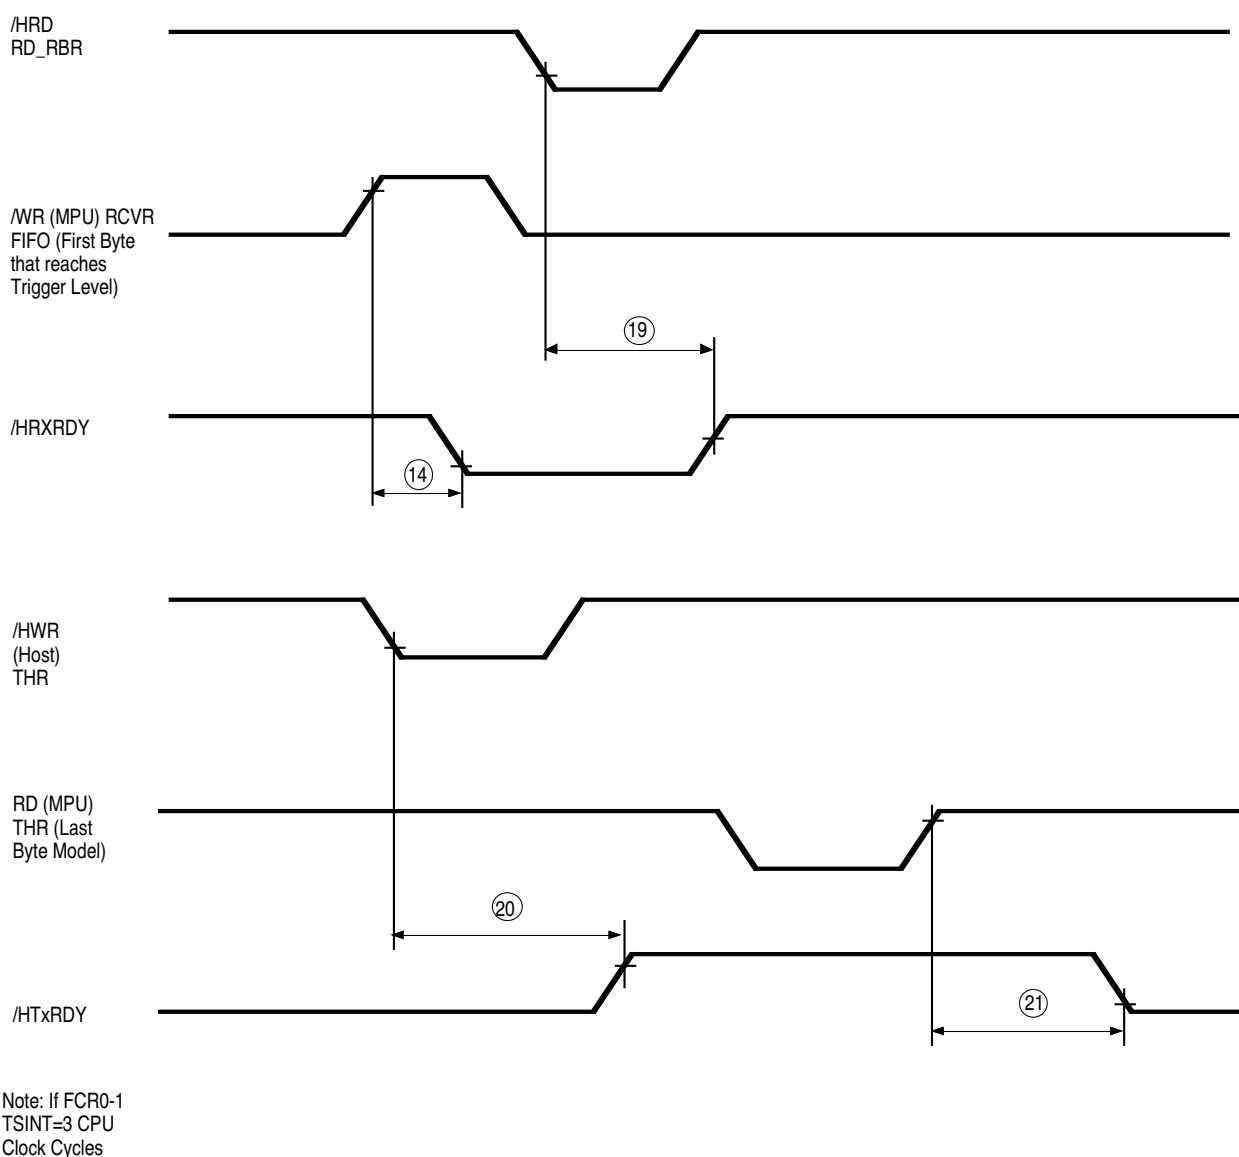 /HRD
RD_RBR
/WR (MPU) RCVR
FIFO (First Byte
that reaches
Trigger Level)
19
/HRXRDY
14
/HWR
(Host)
THR
RD (MPU)
THR (Last
Byte Model)
20
/HTxRDY
21
Note: If FCR0-1
TSINT=3 CPU
Clock Cycles